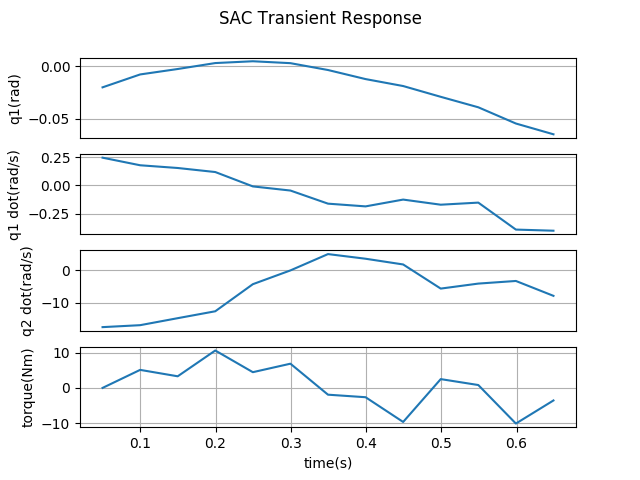 SAC Transient Response
q1(rad)
0.00
−0.05
q1 dot(rad/s)
0.25
0.00
−0.25
q2 dot(rad/s)
0
−10
torque(Nm)
10
0
−10
0.1 0.2 0.3 0.4 0.5 0.6
time(s)